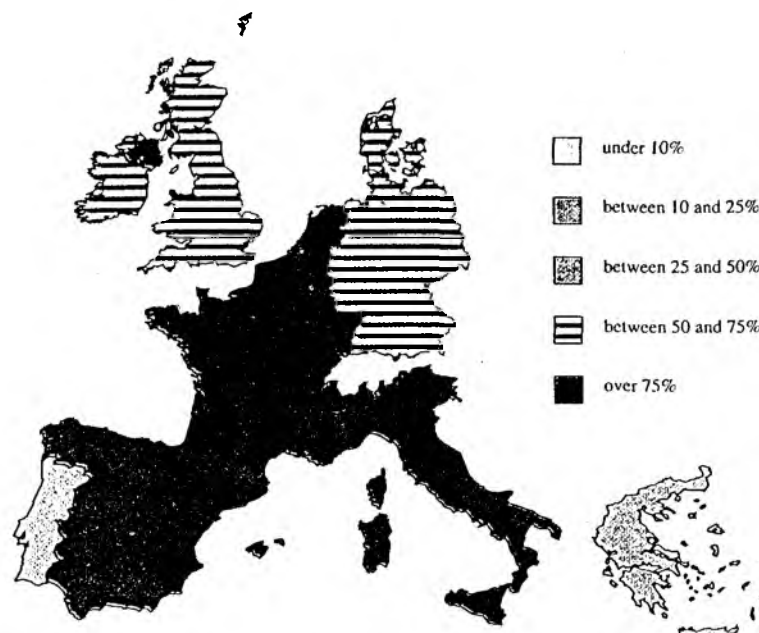 under 10%
between 10 and 25%
between 25 and 50%
between 50 and 75%
over 75%